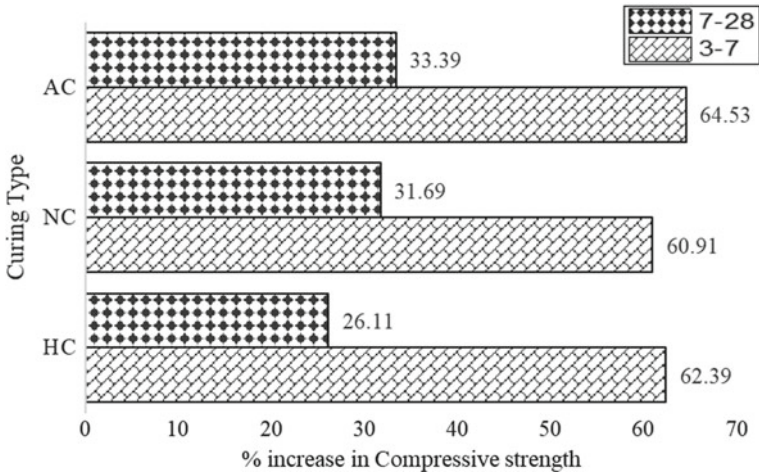 7-28
3-7
AC
33.39
64.53
NC
31.69
60.91
HC
26.11
62.39
Curing Type
0 10 20 30 40 50 60 70
% increase in Compressive strength